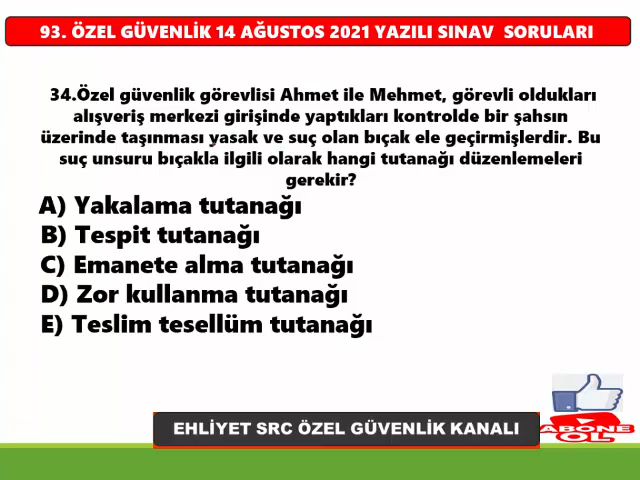 93. ÖZEL GÜVENLİK 14 AĞUSTOS 2021 YAZILI SINAV SORULARI
34.Özel güvenlik görevlisi Ahmet ile Mehmet, görevli oldukları
alışveriş merkezi girişinde yaptıkları kontrolde bir şahsın
üzerinde taşınması yasak ve suç olan bıçak ele geçirmişlerdir. Bu
suç unsuru bıçakla ilgili olarak hangi tutanağı düzenlemeleri
gerekir?
A) Yakalama tutanağı
B) Tespit tutanağı
C) Emanete alma tutanağı
D) Zor kullanma tutanağı
E) Teslim tesellüm tutanağı
EHLİYET SRC ÖZEL GÜVENLİK KANALI
ABONE
OL